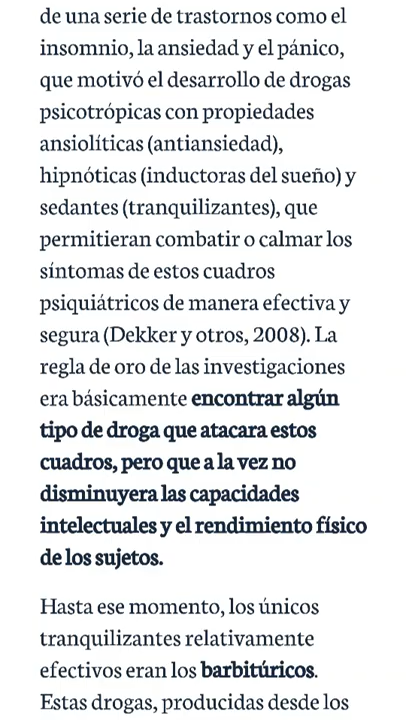 de una serie de trastornos como el
insomnio, la ansiedad y el pánico,
que motivó el desarrollo de drogas
psicotrópicas con propiedades
ansiolíticas (antiansiedad),
hipnóticas (inductoras del sueño) y
sedantes (tranquilizantes), que
permitieran combatir o calmar los
síntomas de estos cuadros
psiquiátricos de manera efectiva y
segura (Dekker y otros, 2008). La
regla de oro de las investigaciones
era básicamente encontrar algún
tipo de droga que atacara estos
cuadros, pero que a la vez no
disminuyera las capacidades
intelectuales y el rendimiento físico
de los sujetos.
Hasta ese momento, los únicos
tranquilizantes relativamente
efectivos eran los barbitúricos.
Estas drogas, producidas desde los